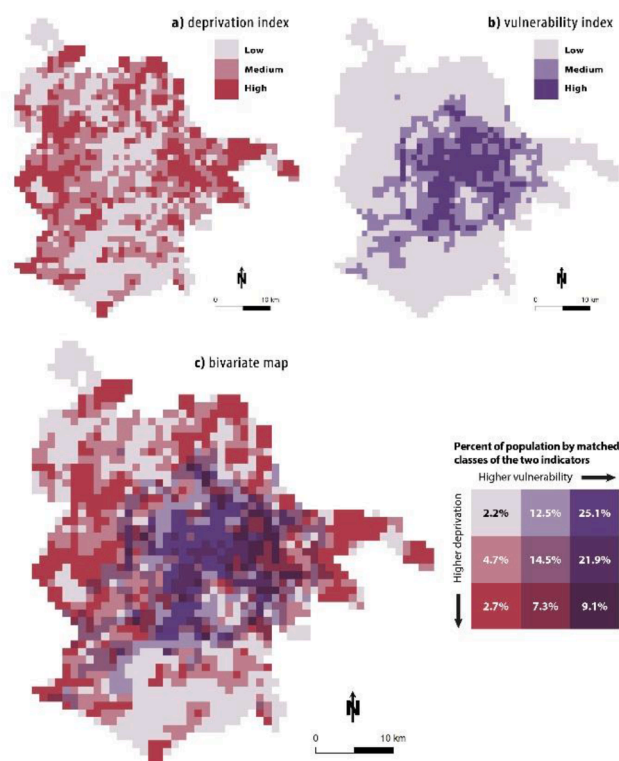 a) deprivation index
Low
Medium
High
N
0 10 km
b) vulnerability index
Low
Medium
High
N
0 10 km
c) bivariate map
N
0 10 km
Percent of population by matched
classes of the two indicators
Higher vulnerability
Higher deprivation
2.2% 12.5% 25.1%
4.7% 14.5% 21.9%
2.7% 7.3% 9.1%